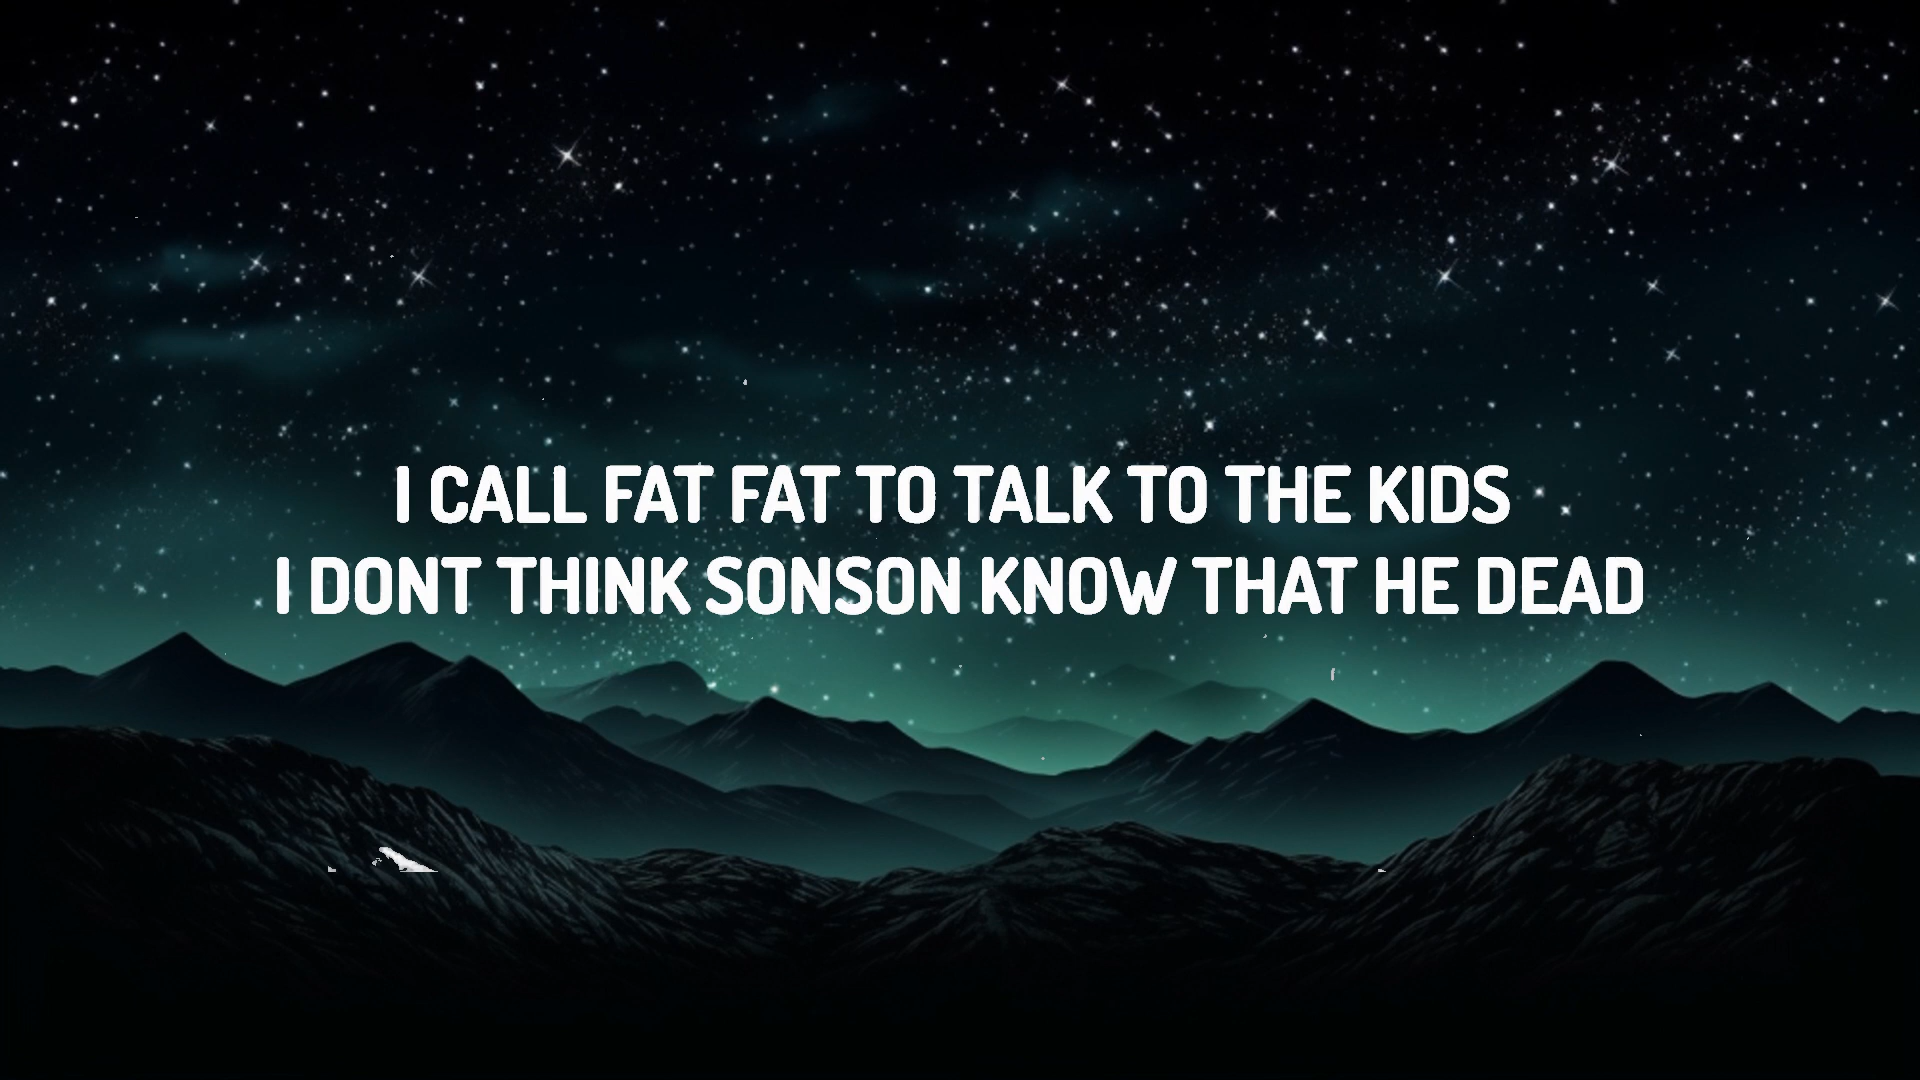 I CALL FAT FAT TO TALK TO THE KIDS
I DONT THINK SONSON KNOW THAT HE DEAD